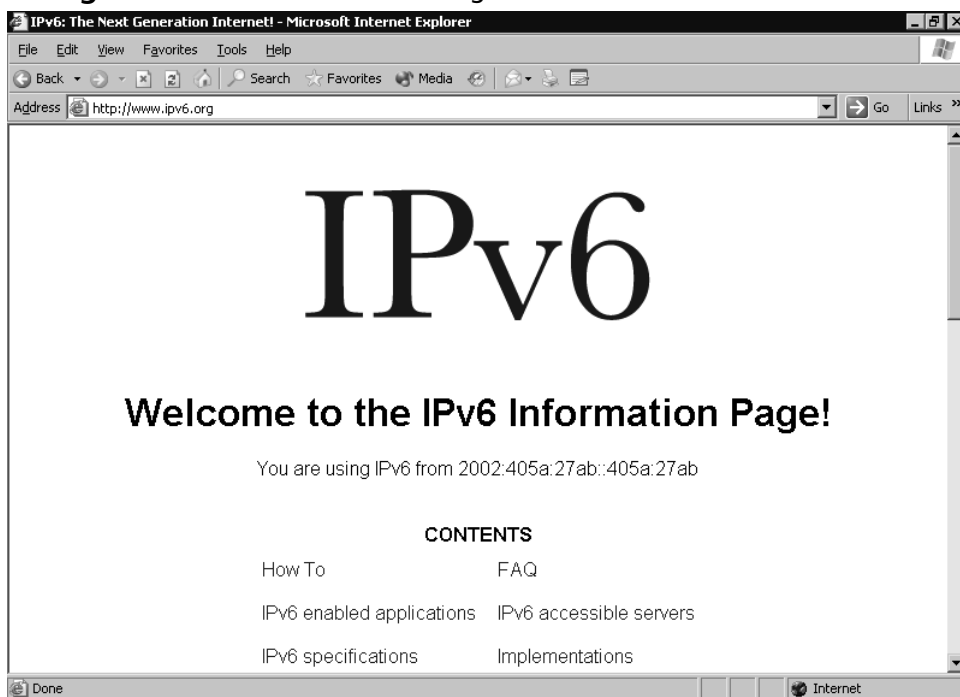 IPv6: The Next Generation Internet! - Microsoft Internet Explorer
File Edit View Favorites Tools Help
Back Search Favorites Media
Address http://www.ipv6.org Go Links »
IPv6
Welcome to the IPv6 Information Page!
You are using IPv6 from 2002:405a:27ab::405a:27ab
CONTENTS
How To FAQ
IPv6 enabled applications IPv6 accessible servers
IPv6 specifications Implementations
Done Internet